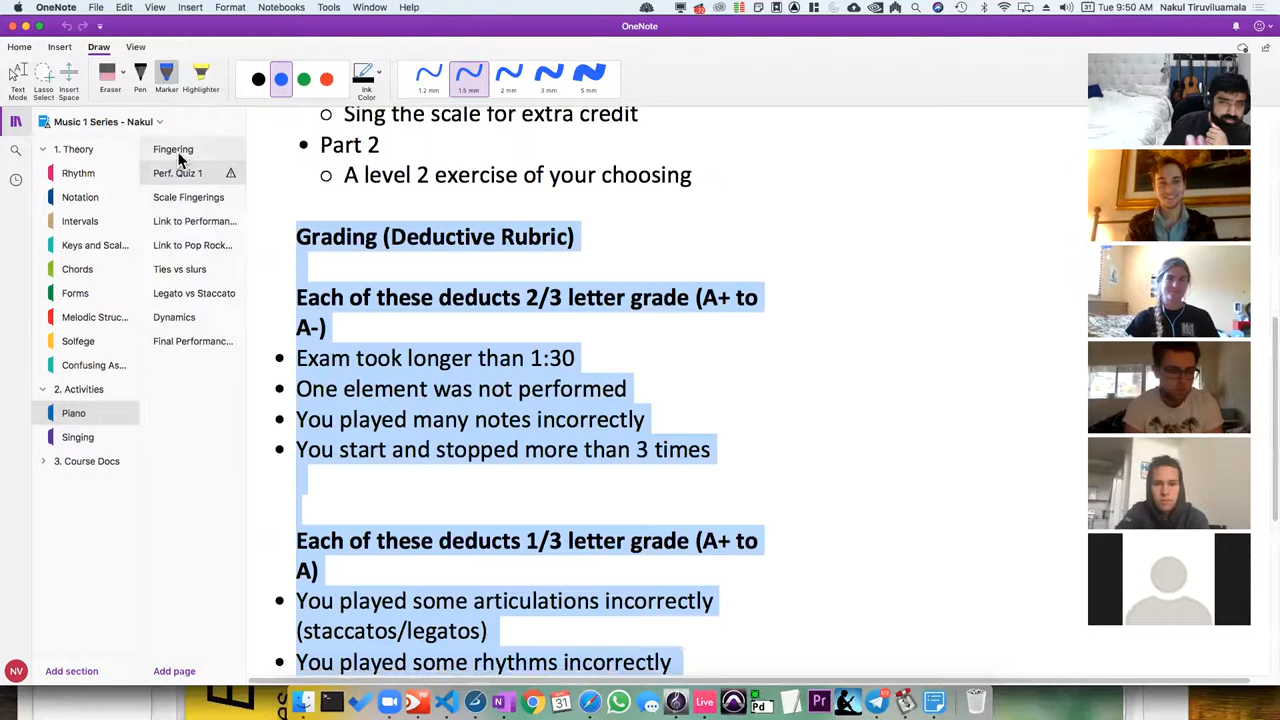 OneNote File Edit View Insert Format Notebooks Tools Window Help
Tue 9:50 AM Nakul Tiruviluamala
OneNote
Home Insert Draw View
Text Mode
Lasso Select
Insert Space
Eraser
Pen
Marker
Highlighter
Ink Color
1.2 mm
1.5 mm
2 mm
3 mm
5 mm
Music 1 Series - Nakul
1. Theory
Rhythm
Notation
Intervals
Keys and Scal...
Chords
Forms
Melodic Struc...
Solfege
Confusing As...
2. Activities
Piano
Singing
3. Course Docs
Add section
Fingering
Perf. Quiz 1
Scale Fingerings
Link to Performan...
Link to Pop Rock...
Ties vs slurs
Legato vs Staccato
Dynamics
Final Performanc...
Add page
NV
○ Sing the scale for extra credit
• Part 2
○ A level 2 exercise of your choosing
Grading (Deductive Rubric)
Each of these deducts 2/3 letter grade (A+ to
A-)
• Exam took longer than 1:30
• One element was not performed
• You played many notes incorrectly
• You start and stopped more than 3 times
Each of these deducts 1/3 letter grade (A+ to
A)
• You played some articulations incorrectly
(staccatos/legatos)
• You played some rhythms incorrectly
Live
Pd
Pr